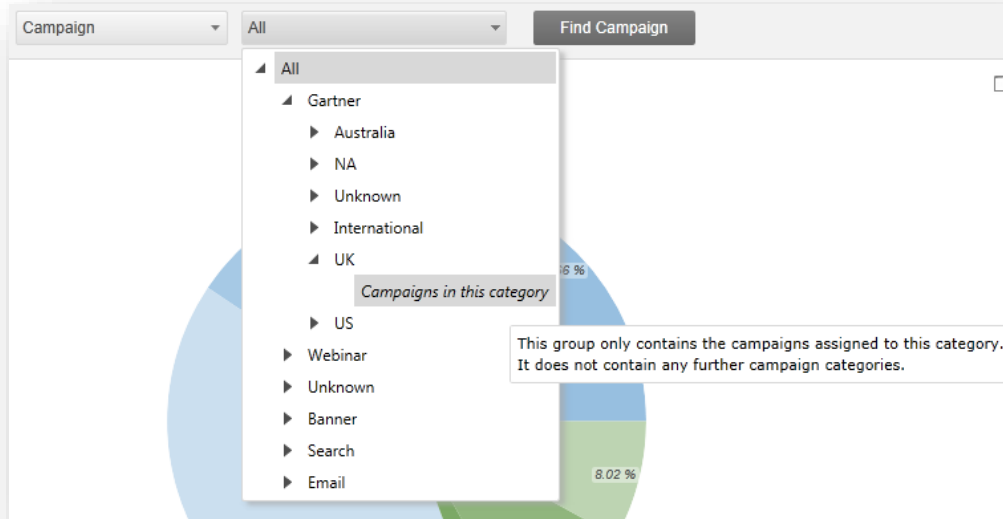 Campaign
All
Find Campaign
All
Gartner
Australia
NA
Unknown
International
UK
Campaigns in this category
US
Webinar
Unknown
Banner
Search
Email
6 %
This group only contains the campaigns assigned to this category.
It does not contain any further campaign categories.
8.02 %